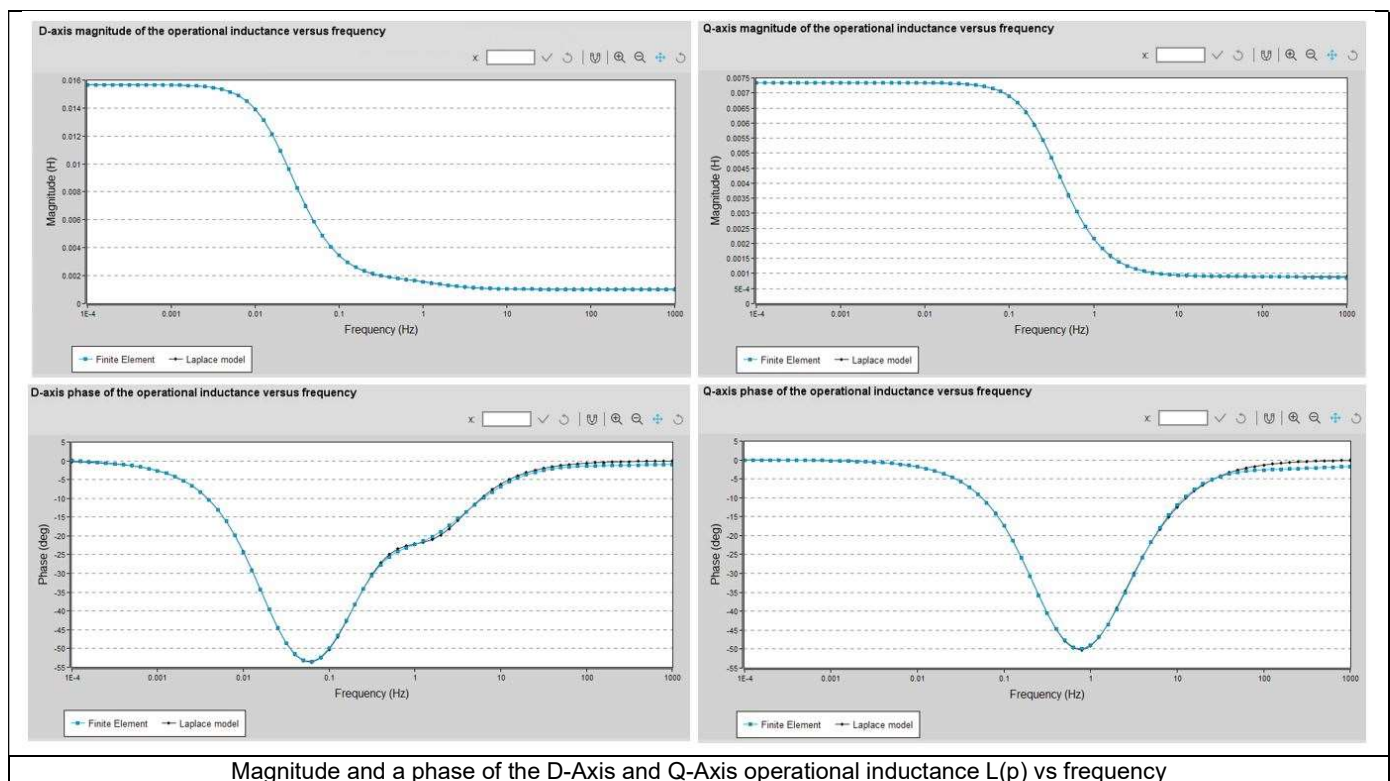 D-axis magnitude of the operational inductance versus frequency
x:
0.016
0.014
0.012
0.01
0.008
0.006
0.004
0.002
0
Magnitude (H)
1E-4 0.001 0.01 0.1 1 10 100 1000
Frequency (Hz)
Finite Element Laplace model
Q-axis magnitude of the operational inductance versus frequency
x:
0.0075
0.007
0.0065
0.006
0.0055
0.005
0.0045
0.004
0.0035
0.003
0.0025
0.002
0.0015
0.001
5E-4
0
Magnitude (H)
1E-4 0.001 0.01 0.1 1 10 100 1000
Frequency (Hz)
Finite Element Laplace model
D-axis phase of the operational inductance versus frequency
x:
5
0
-5
-10
-15
-20
-25
-30
-35
-40
-45
-50
-55
Phase (deg)
1E-4 0.001 0.01 0.1 1 10 100 1000
Frequency (Hz)
Finite Element Laplace model
Q-axis phase of the operational inductance versus frequency
x:
5
0
-5
-10
-15
-20
-25
-30
-35
-40
-45
-50
-55
Phase (deg)
1E-4 0.001 0.01 0.1 1 10 100 1000
Frequency (Hz)
Finite Element Laplace model
Magnitude and a phase of the D-Axis and Q-Axis operational inductance L(p) vs frequency